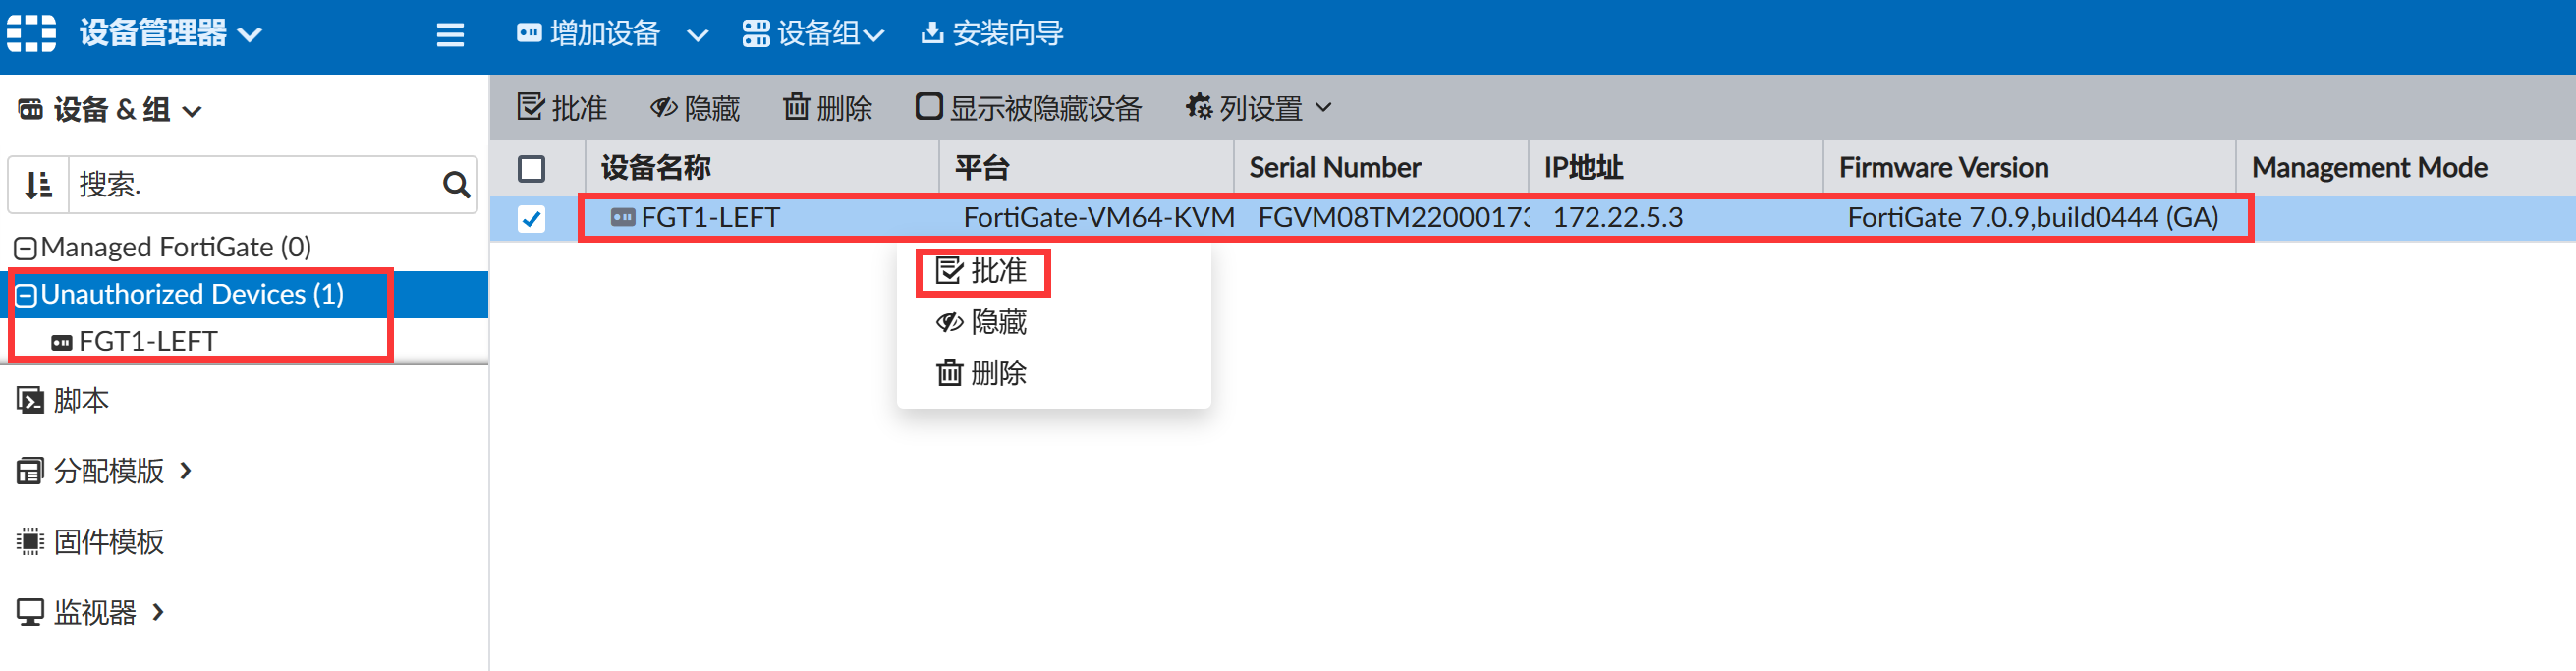 设备管理器 增加设备 设备组 安装向导
设备 & 组
批准 隐藏 删除 显示被隐藏设备 列设置
搜索.
设备名称 平台 Serial Number IP地址 Firmware Version Management Mode
FGT1-LEFT FortiGate-VM64-KVM FGVM08TM2200017 172.22.5.3 FortiGate 7.0.9,build0444 (GA)
Managed FortiGate (0)
Unauthorized Devices (1)
FGT1-LEFT
批准
隐藏
删除
脚本
分配模版
固件模板
监视器